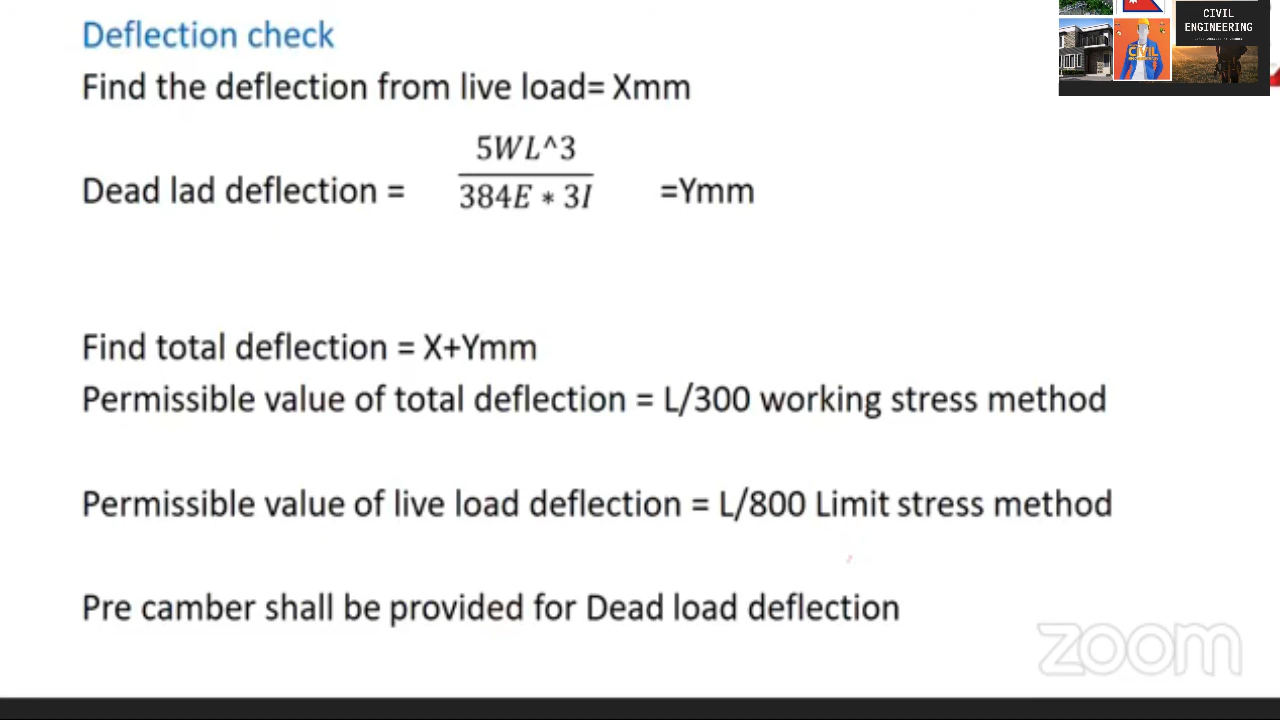 Deflection check
Find the deflection from live load= Xmm
Dead lad deflection = 5WL^3 / 384E * 3I =Ymm
Find total deflection = X+Ymm
Permissible value of total deflection = L/300 working stress method
Permissible value of live load deflection = L/800 Limit stress method
Pre camber shall be provided for Dead load deflection
CIVIL
ENGINEERING
CIVIL
zoom